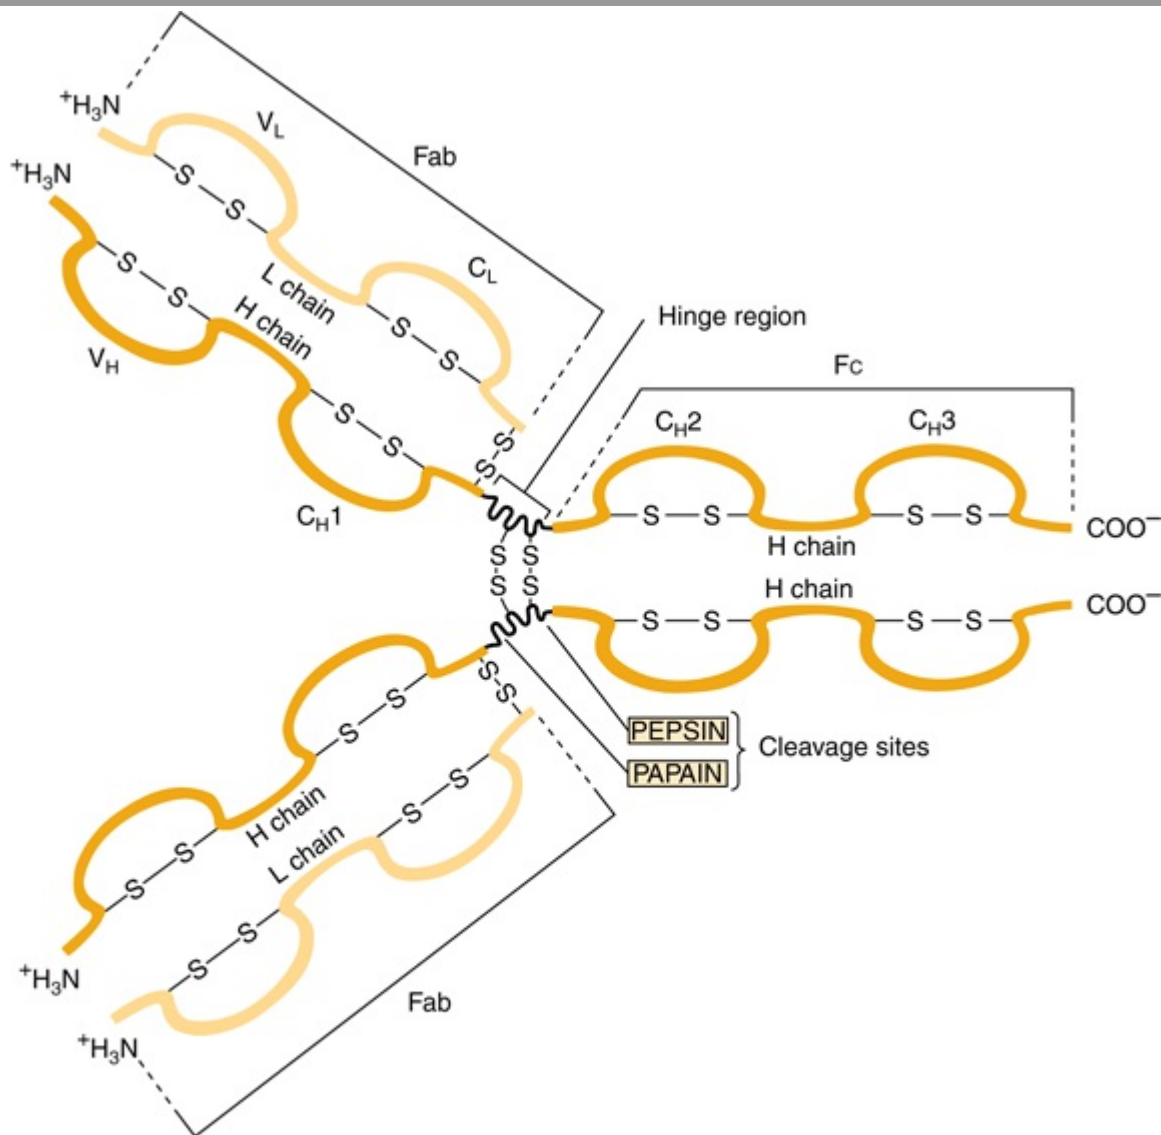 +H3N
VL
Fab
+H3N
S
S
CL
L chain
H chain
S
S
Hinge region
VH
S
S
FC
S
S
CH2
CH3
S
S
CH1
S
S
S
S
COO–
H chain
S
S
S
S
H chain
COO–
S
S
S
S
S
S
S
PEPSIN
Cleavage sites
PAPAIN
S
S
S
H chain
L chain
S
S
S
S
S
+H3N
Fab
+H3N